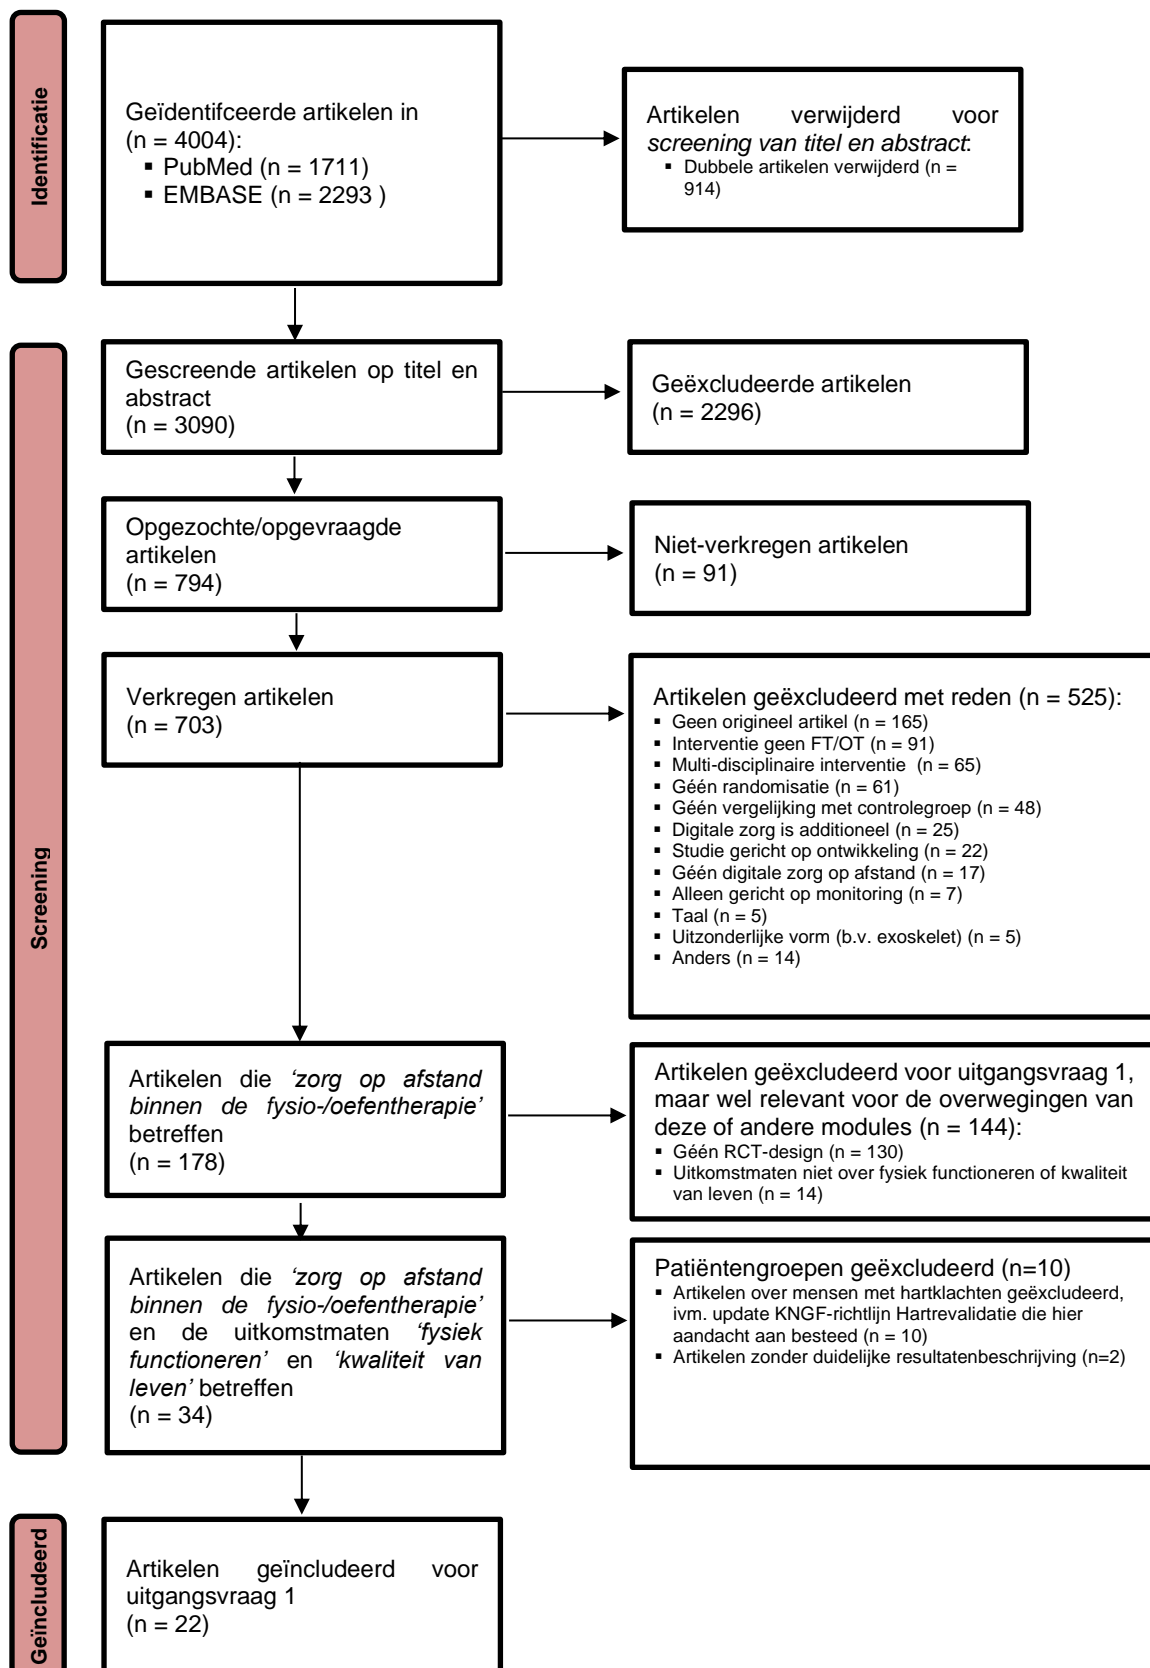 Identificatie
Geïdentifceerde artikelen in
(n = 4004):
▪ PubMed (n = 1711)
▪ EMBASE (n = 2293 )
Artikelen verwijderd voor
screening van titel en abstract:
▪ Dubbele artikelen verwijderd (n =
914)
Screening
Gescreende artikelen op titel en
abstract
(n = 3090)
Geëxcludeerde artikelen
(n = 2296)
Opgezochte/opgevraagde
artikelen
(n = 794)
Niet-verkregen artikelen
(n = 91)
Verkregen artikelen
(n = 703)
Artikelen geëxcludeerd met reden (n = 525):
▪ Geen origineel artikel (n = 165)
▪ Interventie geen FT/OT (n = 91)
▪ Multi-disciplinaire interventie (n = 65)
▪ Géén randomisatie (n = 61)
▪ Géén vergelijking met controlegroep (n = 48)
▪ Digitale zorg is additioneel (n = 25)
▪ Studie gericht op ontwikkeling (n = 22)
▪ Géén digitale zorg op afstand (n = 17)
▪ Alleen gericht op monitoring (n = 7)
▪ Taal (n = 5)
▪ Uitzonderlijke vorm (b.v. exoskelet) (n = 5)
▪ Anders (n = 14)
Artikelen die ‘zorg op afstand
binnen de fysio-/oefentherapie’
betreffen
(n = 178)
Artikelen geëxcludeerd voor uitgangsvraag 1,
maar wel relevant voor de overwegingen van
deze of andere modules (n = 144):
▪ Géén RCT-design (n = 130)
▪ Uitkomstmaten niet over fysiek functioneren of kwaliteit
van leven (n = 14)
Artikelen die ‘zorg op afstand
binnen de fysio-/oefentherapie’
en de uitkomstmaten ‘fysiek
functioneren’ en ‘kwaliteit van
leven’ betreffen
(n = 34)
Patiëntengroepen geëxcludeerd (n=10)
▪ Artikelen over mensen met hartklachten geëxcludeerd,
ivm. update KNGF-richtlijn Hartrevalidatie die hier
aandacht aan besteed (n = 10)
▪ Artikelen zonder duidelijke resultatenbeschrijving (n=2)
Geïncludeerd
Artikelen geïncludeerd voor
uitgangsvraag 1
(n = 22)